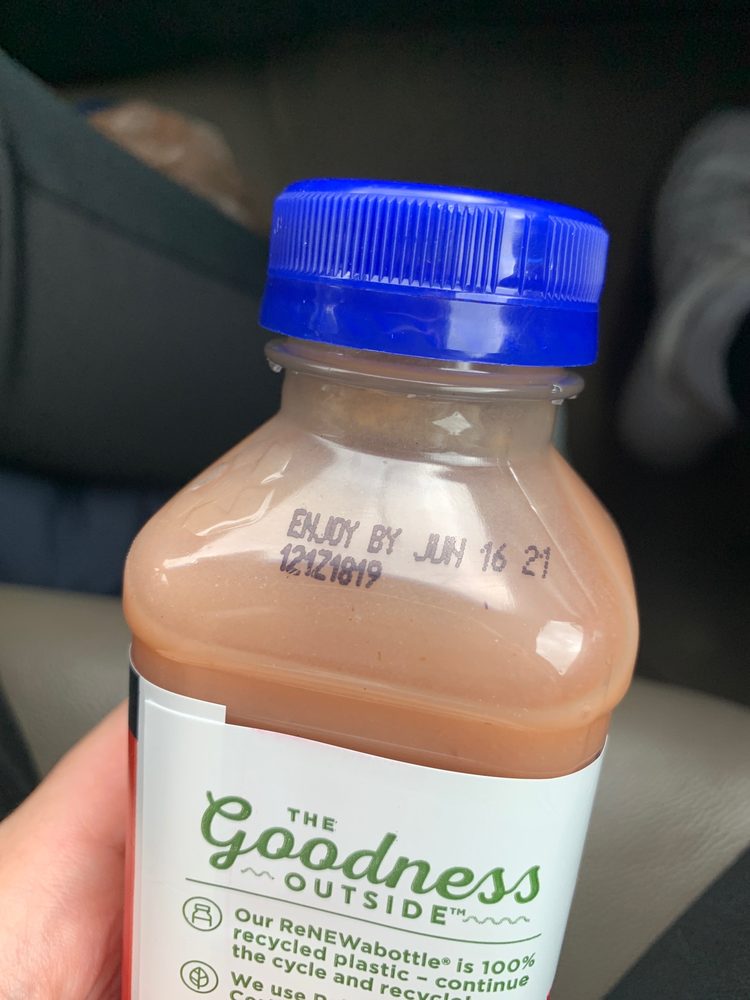 ENJOY BY JUN 16 21
121Z1819
THE
Goodness
OUTSIDE™
Our ReNEWabottle® is 100%
recycled plastic – continue
the cycle and recycle!
We use